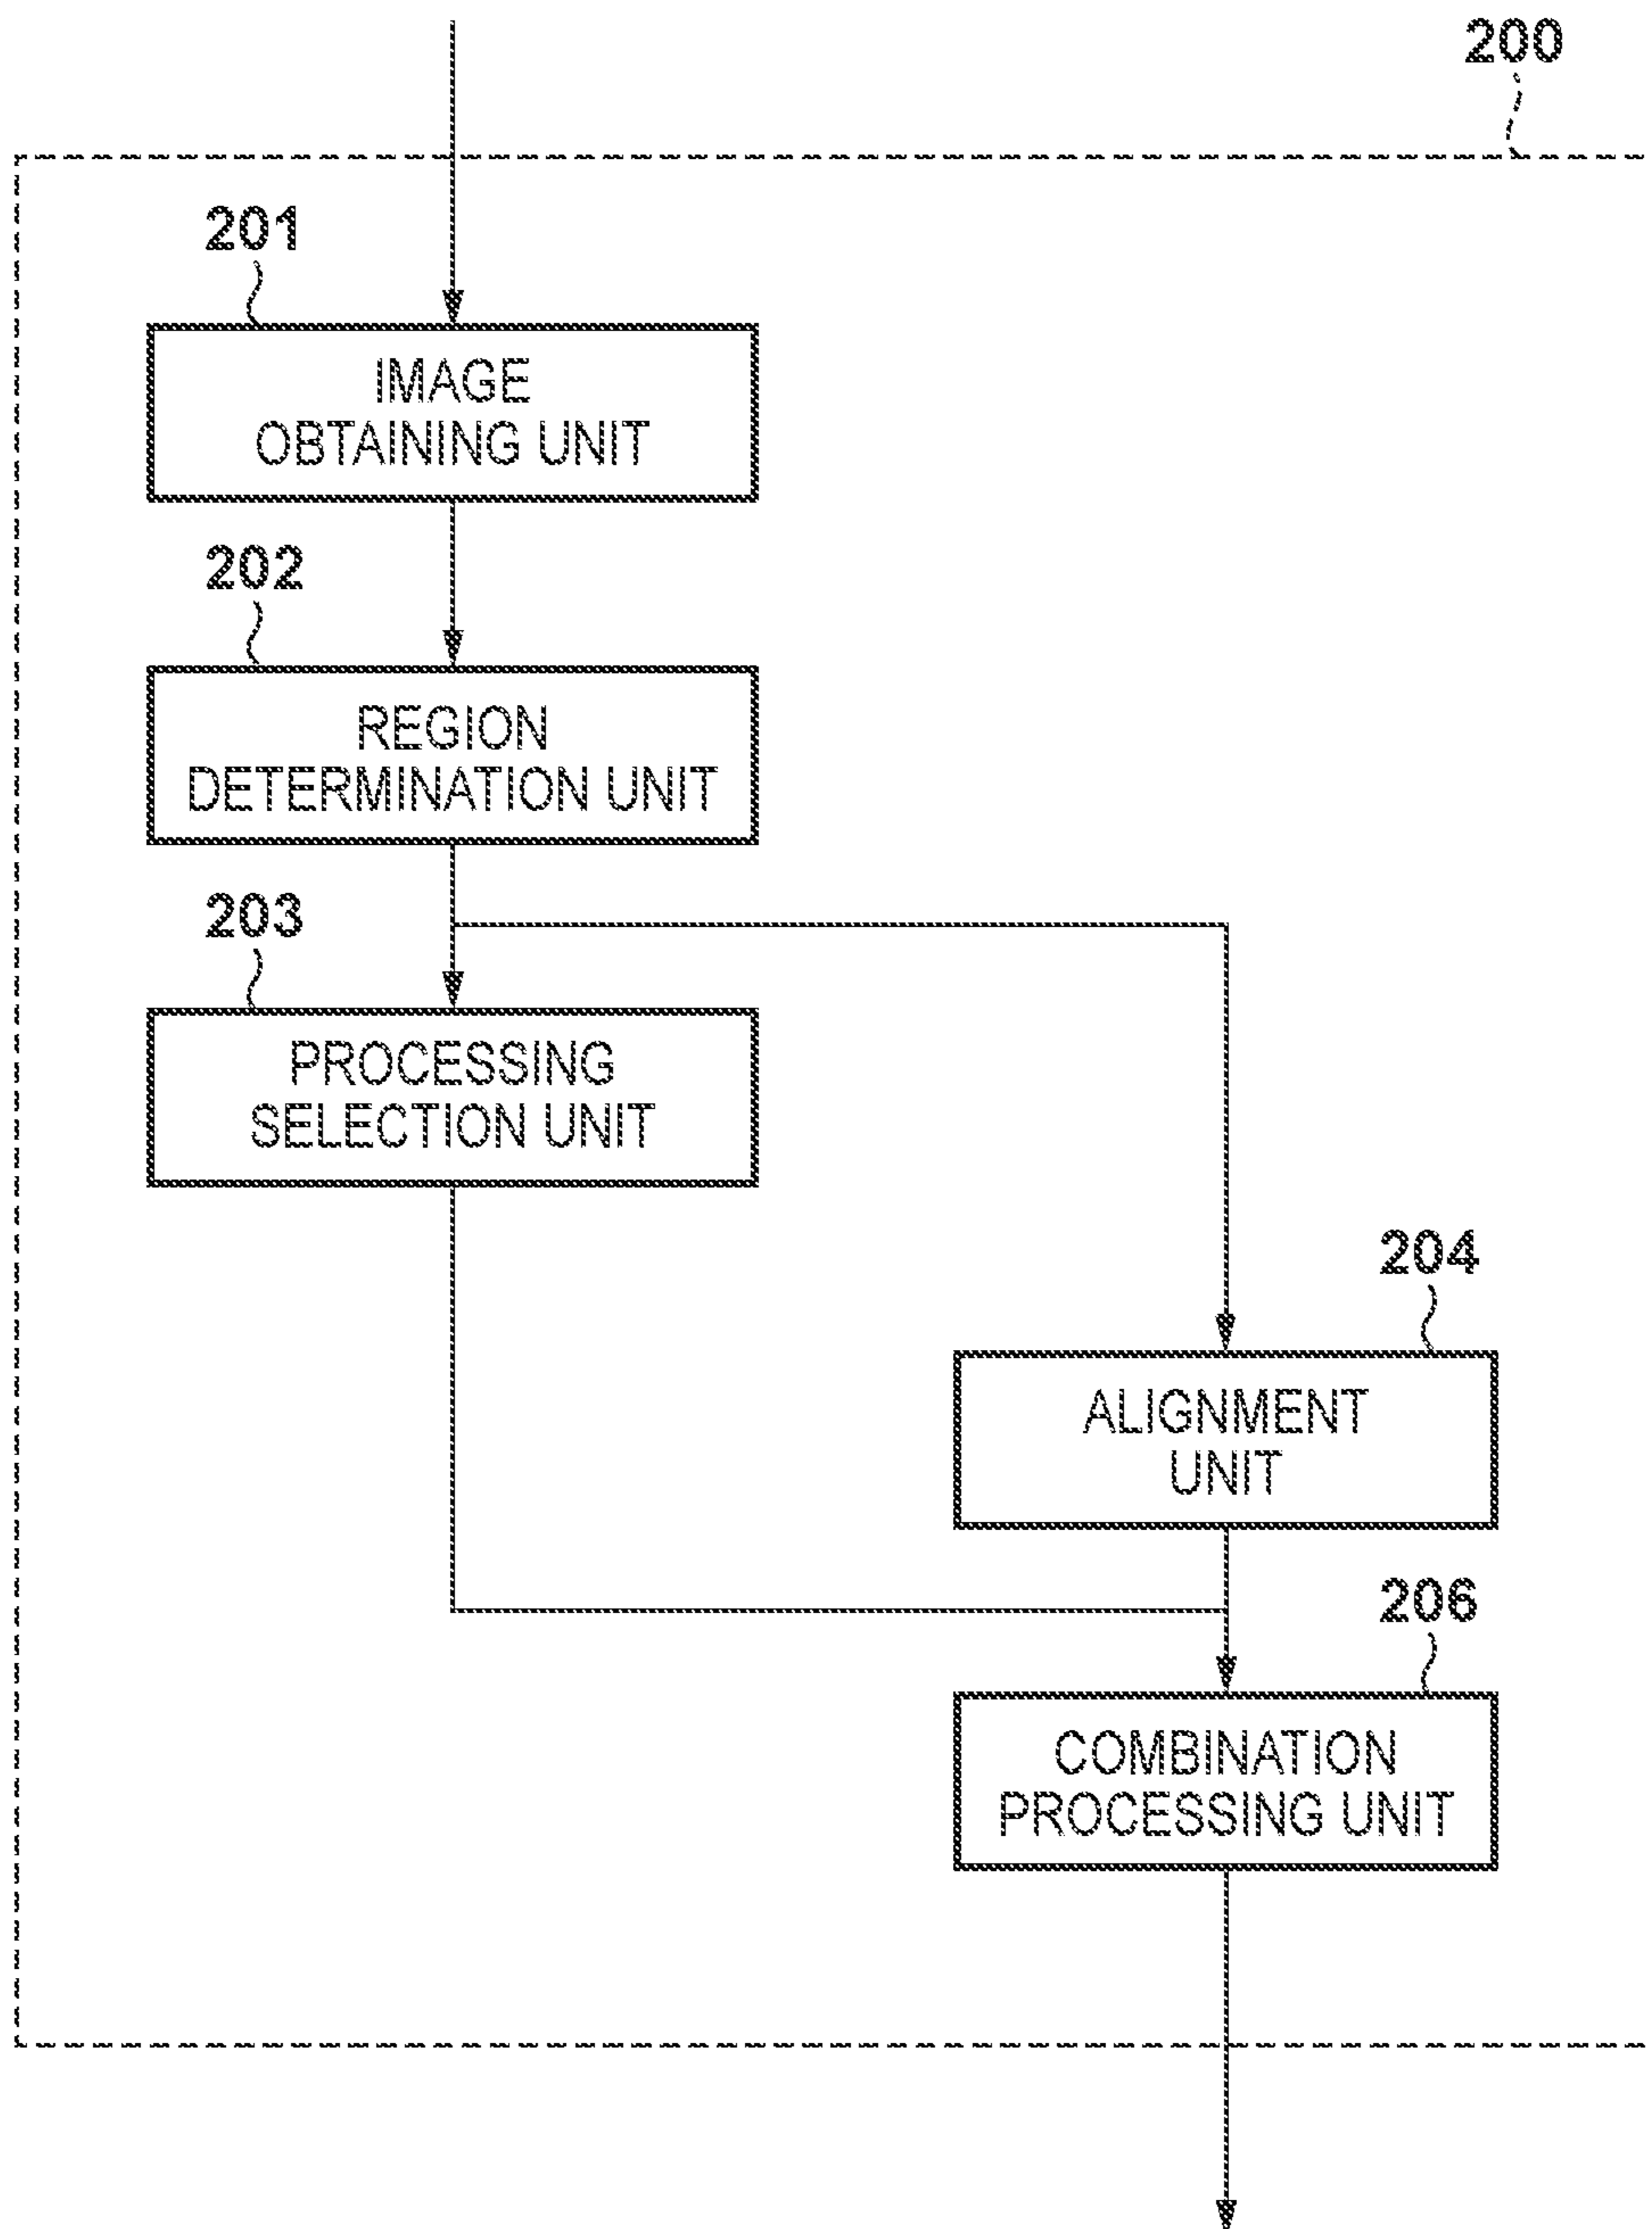 200
201
IMAGE
OBTAINING UNIT
202
REGION
DETERMINATION UNIT
203
PROCESSING
SELECTION UNIT
204
ALIGNMENT
UNIT
206
COMBINATION
PROCESSING UNIT